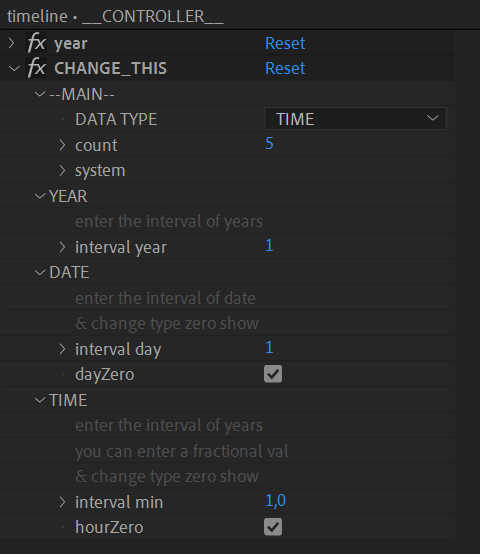 timeline • __CONTROLLER__
fx year Reset
fx CHANGE_THIS Reset
--MAIN--
DATA TYPE TIME
count 5
system
YEAR
enter the interval of years
interval year 1
DATE
enter the interval of date
& change type zero show
interval day 1
dayZero
TIME
enter the interval of years
you can enter a fractional val
& change type zero show
interval min 1,0
hourZero